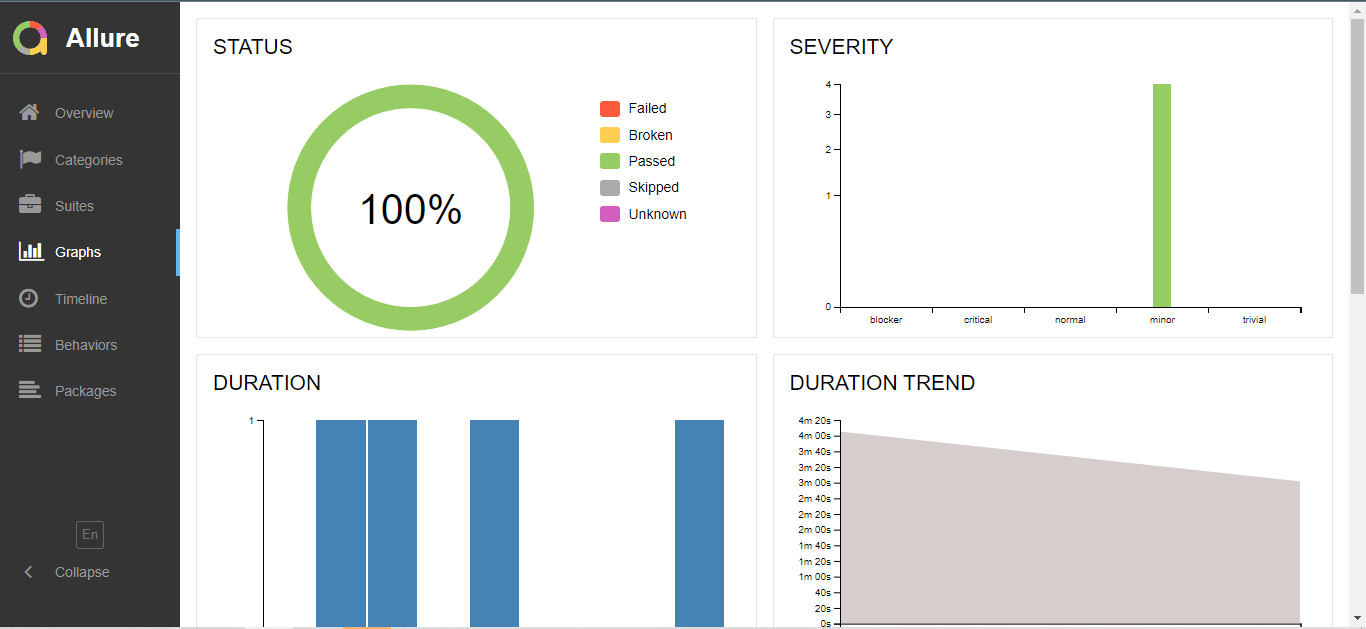 Allure
Overview
Categories
Suites
Graphs
Timeline
Behaviors
Packages
En
Collapse
STATUS
100%
Failed
Broken
Passed
Skipped
Unknown
SEVERITY
4
3
2
1
0
blocker critical normal minor trivial
DURATION
1
DURATION TREND
4m 20s
4m 00s
3m 40s
3m 20s
3m 00s
2m 40s
2m 20s
2m 00s
1m 40s
1m 20s
1m 00s
40s
20s
0s